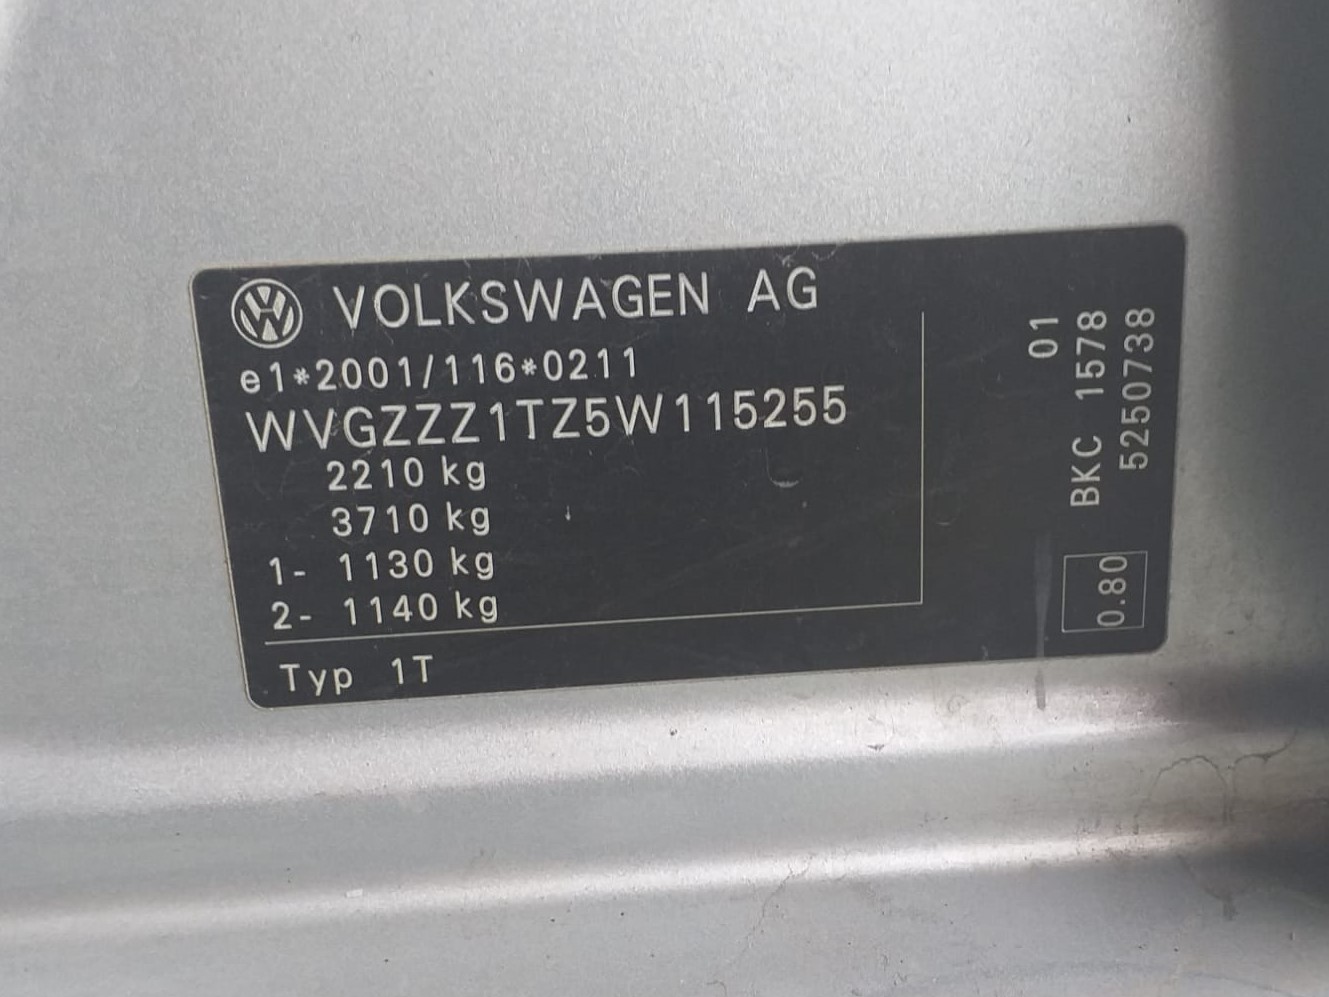 VOLKSWAGEN AG
e1*2001/116*0211
WVGZZZ1TZ5W115255
2210 kg
3710 kg
1- 1130 kg
2- 1140 kg
Typ 1T
01
BKC 1578
5250738
0.80